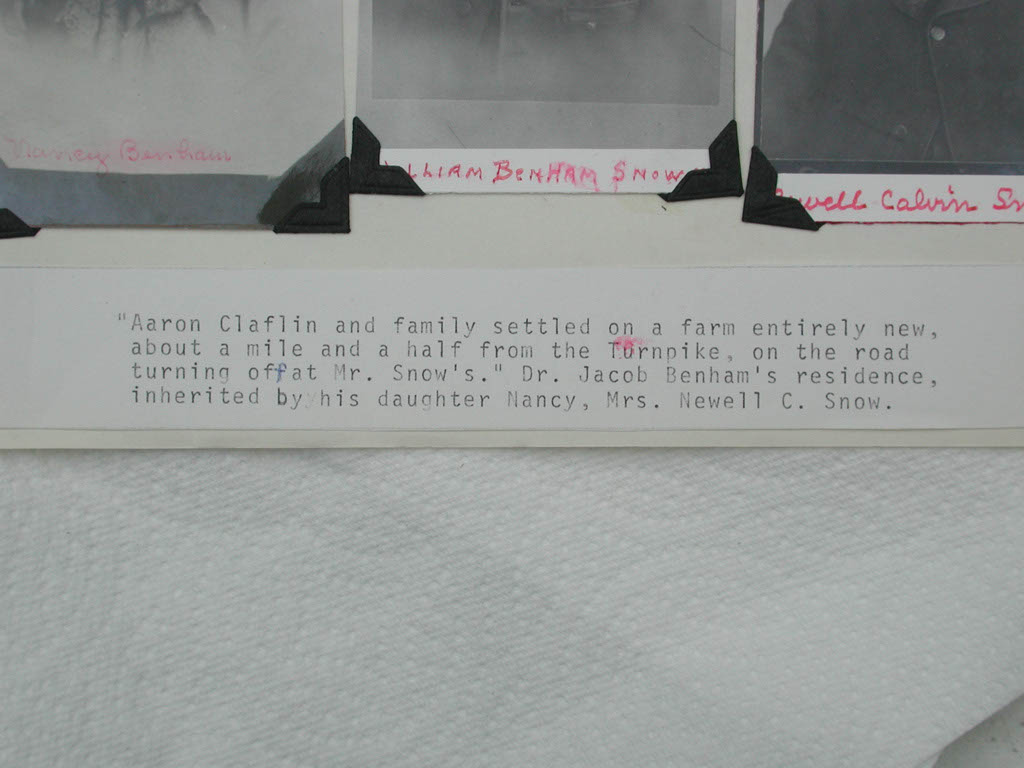 Nancy Benham
LLIAM BENHAM SNOW
well Calvin Sn
"Aaron Claflin and family settled on a farm entirely new,
about a mile and a half from the Turnpike, on the road
turning off at Mr. Snow's." Dr. Jacob Benham's residence,
inherited by his daughter Nancy, Mrs. Newell C. Snow.